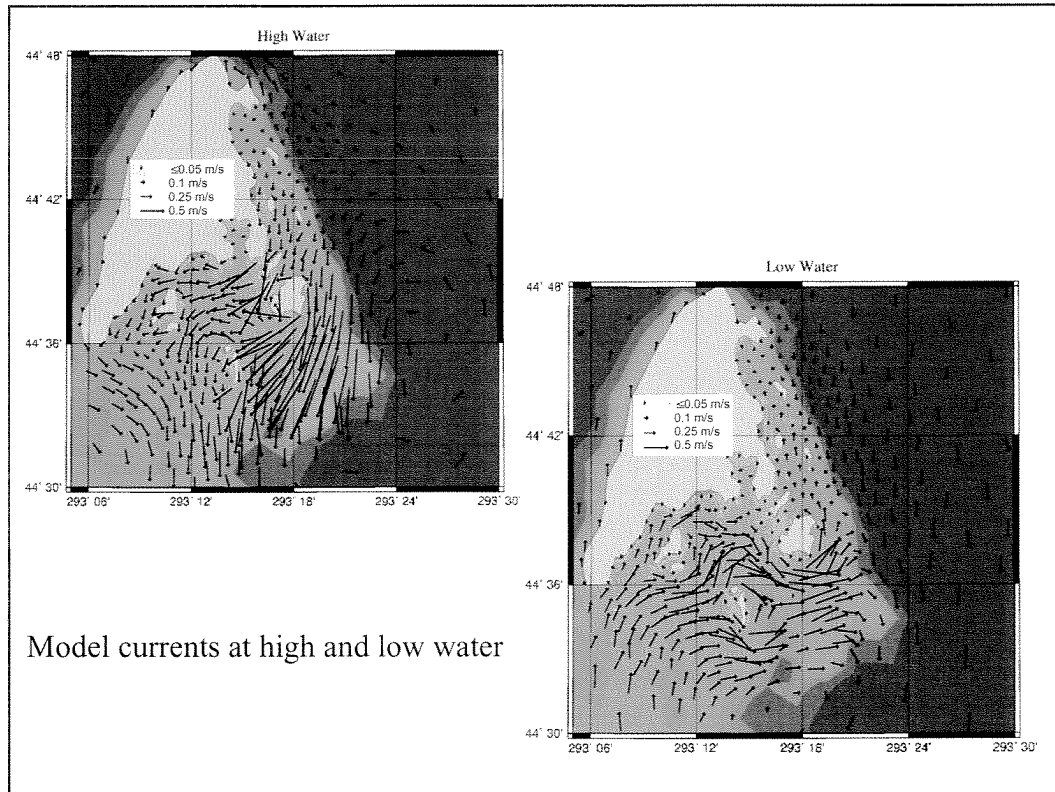 High Water
44° 48'
≤0.05 m/s
0.1 m/s
44° 42'
0.25 m/s
0.5 m/s
44° 36'
44° 30'
293° 06' 293° 12' 293° 18' 293° 24' 293° 30'
Low Water
44° 48'
≤0.05 m/s
0.1 m/s
0.25 m/s
44° 42'
0.5 m/s
44° 36'
44° 30'
293° 06' 293° 12' 293° 18' 293° 24' 293° 30'
Model currents at high and low water